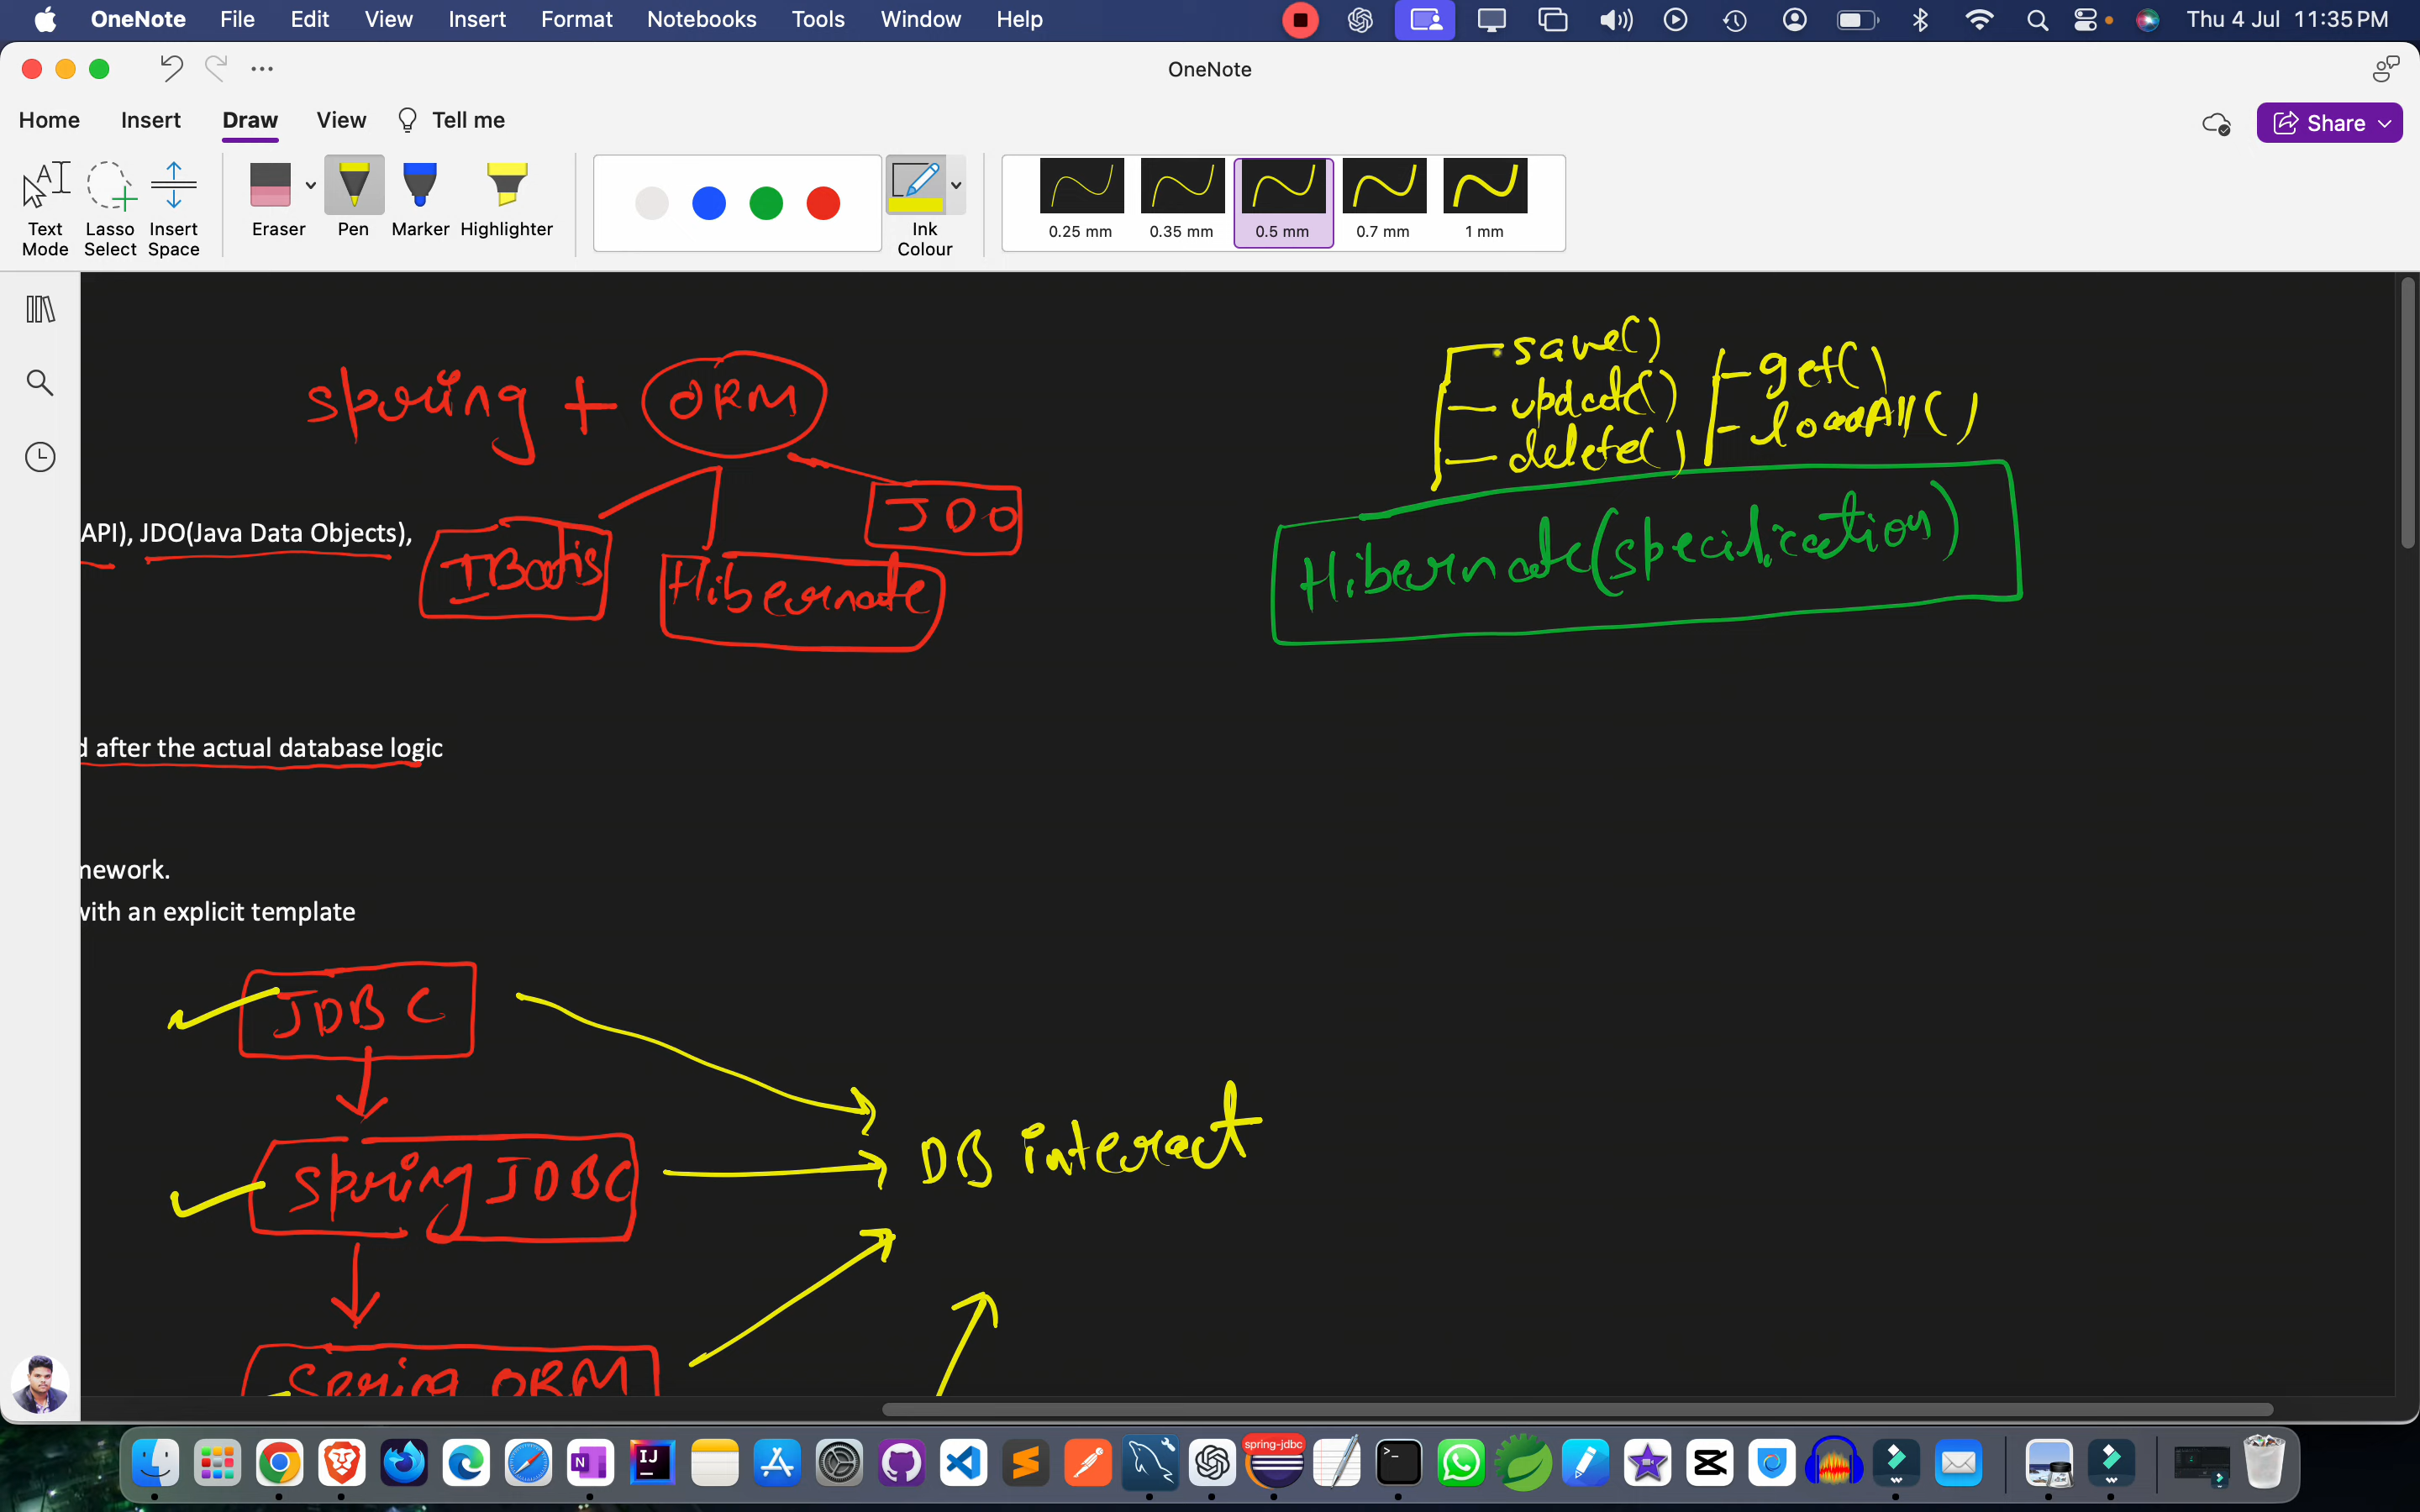 OneNote File Edit View Insert Format Notebooks Tools Window Help Thu 4 Jul 11:35 PM
OneNote
Home Insert Draw View Tell me Share
Text Mode
Lasso Select
Insert Space
Eraser
Pen
Marker
Highlighter
Ink Colour
0.25 mm 0.35 mm 0.5 mm 0.7 mm 1 mm
spring + ORM
save()
update()
delete()
get()
loadAll()
API), JDO(Java Data Objects),
IBatis
Hibernate
JDO
Hibernate(specification)
d after the actual database logic
nework.
with an explicit template
JDBC
spring JDBC
DB interact
Spring ORM
IJ
N
spring-jdbc